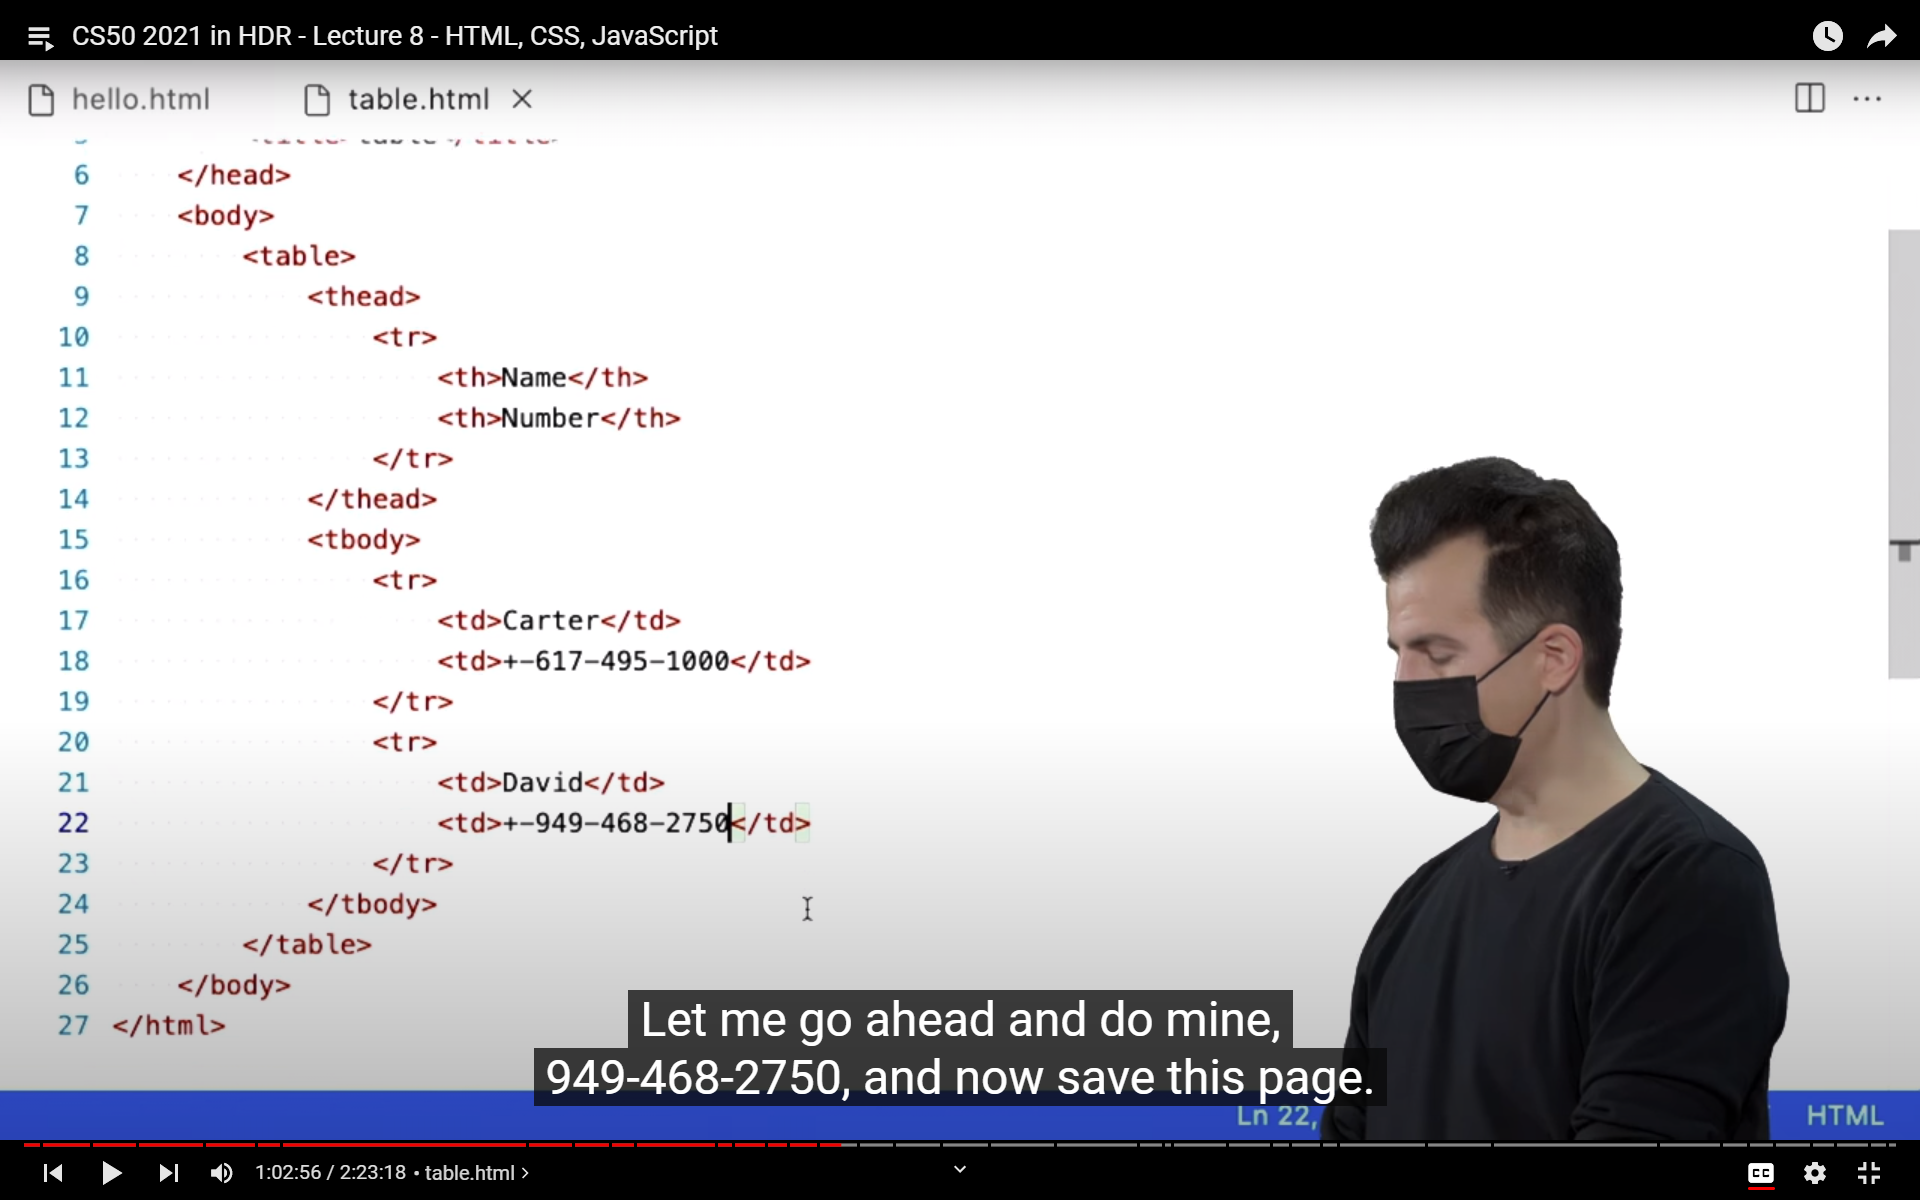 CS50 2021 in HDR - Lecture 8 - HTML, CSS, JavaScript
hello.html table.html
5 <title>table</title>
6 </head>
7 <body>
8 <table>
9 <thead>
10 <tr>
11 <th>Name</th>
12 <th>Number</th>
13 </tr>
14 </thead>
15 <tbody>
16 <tr>
17 <td>Carter</td>
18 <td>+-617-495-1000</td>
19 </tr>
20 <tr>
21 <td>David</td>
22 <td>+-949-468-2750</td>
23 </tr>
24 </tbody>
25 </table>
26 </body>
27 </html>
Let me go ahead and do mine,
949-468-2750, and now save this page.
Ln 22, HTML
1:02:56 / 2:23:18 • table.html ›
CC